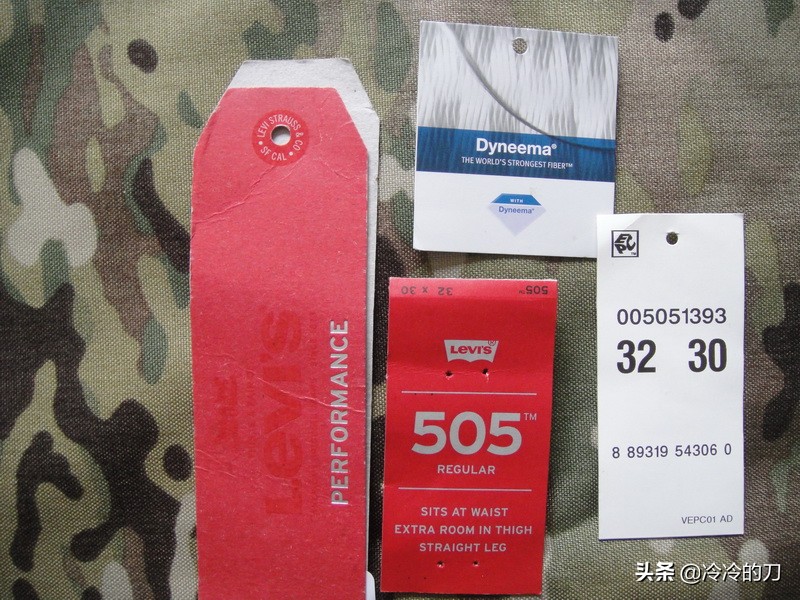 LEVI STRAUSS & CO
• SF CAL •
LEVI'S
PERFORMANCE
Dyneema®
THE WORLD'S STRONGEST FIBER™
WITH
Dyneema®
505™ 32 x 30
LEVI'S®
505™
REGULAR
SITS AT WAIST
EXTRA ROOM IN THIGH
STRAIGHT LEG
005051393
32 30
8 89319 54306 0
VEPC01 AD
头条 @冷冷的刀